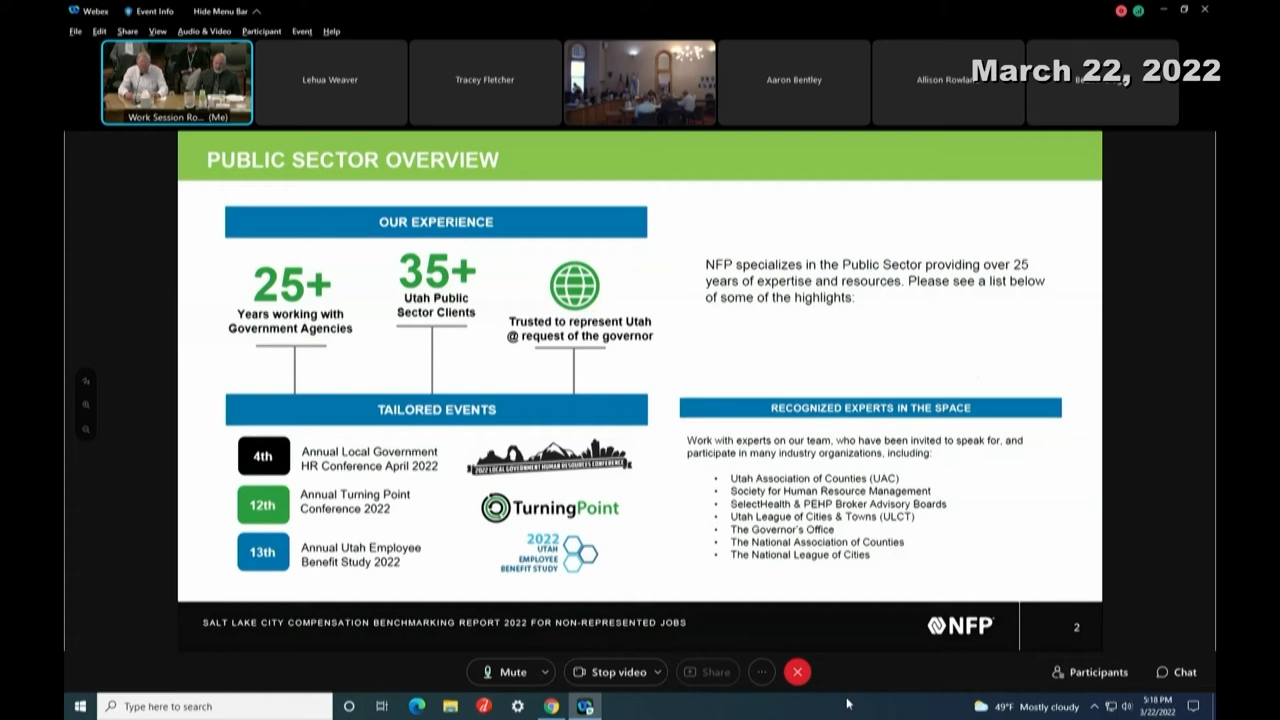 Webex
Event Info
Hide Menu Bar
File Edit Share View Audio & Video Participant Event Help
Work Session Ro... (Me)
Lehua Weaver
Tracey Fletcher
Aaron Bentley
Allison Rowlan
March 22, 2022
PUBLIC SECTOR OVERVIEW
OUR EXPERIENCE
25+
Years working with
Government Agencies
35+
Utah Public
Sector Clients
Trusted to represent Utah
@ request of the governor
NFP specializes in the Public Sector providing over 25
years of expertise and resources. Please see a list below
of some of the highlights:
TAILORED EVENTS
4th
Annual Local Government
HR Conference April 2022
2022 LOCAL GOVERNMENT HUMAN RESOURCES CONFERENCE
12th
Annual Turning Point
Conference 2022
TurningPoint
13th
Annual Utah Employee
Benefit Study 2022
2022
UTAH
EMPLOYEE
BENEFIT STUDY
RECOGNIZED EXPERTS IN THE SPACE
Work with experts on our team, who have been invited to speak for, and
participate in many industry organizations, including:
• Utah Association of Counties (UAC)
• Society for Human Resource Management
• SelectHealth & PEHP Broker Advisory Boards
• Utah League of Cities & Towns (ULCT)
• The Governor's Office
• The National Association of Counties
• The National League of Cities
SALT LAKE CITY COMPENSATION BENCHMARKING REPORT 2022 FOR NON-REPRESENTED JOBS
NFP
2
Mute
Stop video
Share
Participants
Chat
Type here to search
49°F Mostly cloudy
5:18 PM
3/22/2022